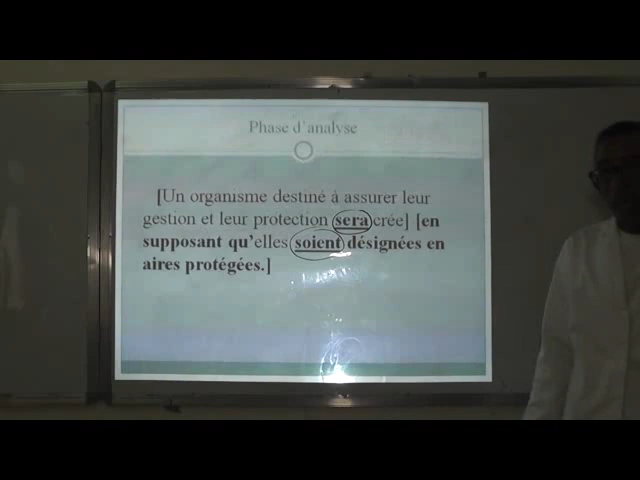 Phase d'analyse
[Un organisme destiné à assurer leur
gestion et leur protection sera crée] [en
supposant qu'elles soient désignées en
aires protégées.]